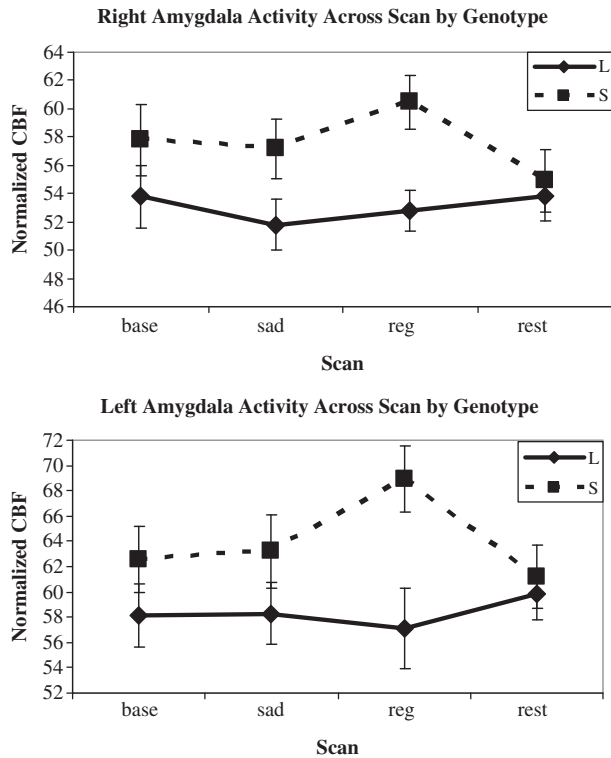 Right Amygdala Activity Across Scan by Genotype
Normalized CBF
64
62
60
58
56
54
52
50
48
46
L
S
base sad reg rest
Scan
Left Amygdala Activity Across Scan by Genotype
Normalized CBF
72
70
68
66
64
62
60
58
56
54
52
L
S
base sad reg rest
Scan